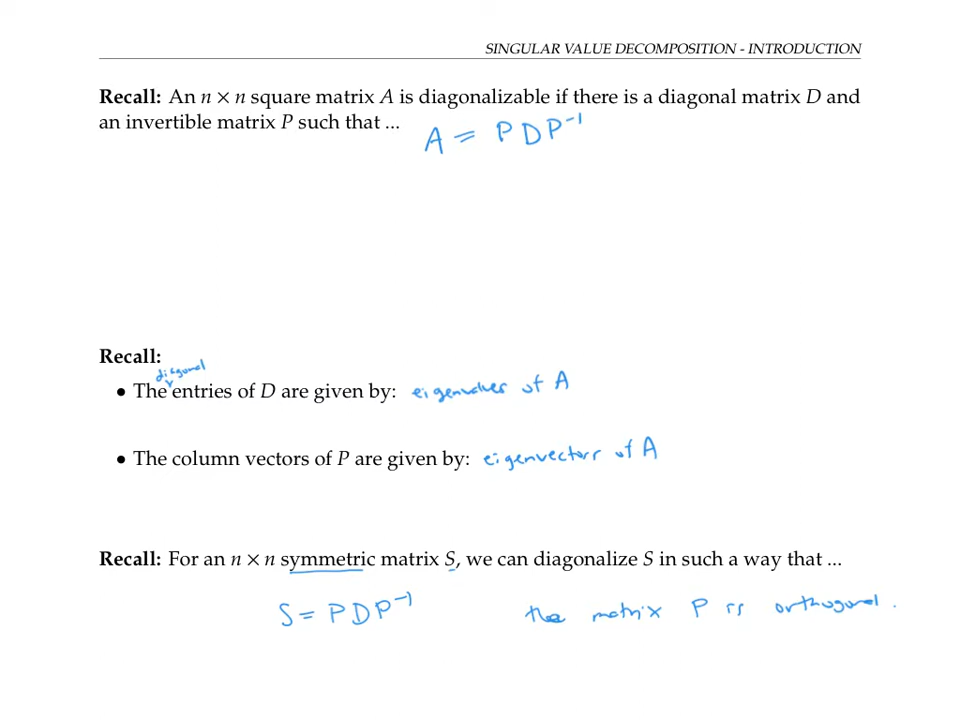 SINGULAR VALUE DECOMPOSITION - INTRODUCTION
Recall: An n × n square matrix A is diagonalizable if there is a diagonal matrix D and
an invertible matrix P such that ... A = PDP⁻¹
Recall:
diagonal
• The entries of D are given by: eigenvalues of A
• The column vectors of P are given by: eigenvectors of A
Recall: For an n × n symmetric matrix S, we can diagonalize S in such a way that ...
S = PDP⁻¹ the matrix P is orthogonal.